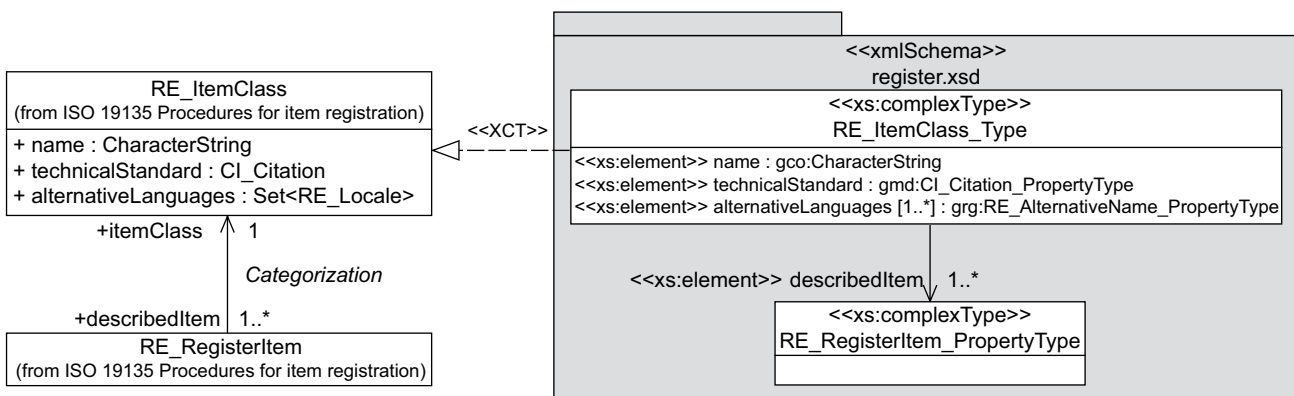 RE_ItemClass
(from ISO 19135 Procedures for item registration)
+ name : CharacterString
+ technicalStandard : CI_Citation
+ alternativeLanguages : Set<RE_Locale>
+itemClass 1
Categorization
+describedItem 1..*
RE_RegisterItem
(from ISO 19135 Procedures for item registration)
<<XCT>>
<<xmlSchema>>
register.xsd
<<xs:complexType>>
RE_ItemClass_Type
<<xs:element>> name : gco:CharacterString
<<xs:element>> technicalStandard : gmd:CI_Citation_PropertyType
<<xs:element>> alternativeLanguages [1..*] : grg:RE_AlternativeName_PropertyType
<<xs:element>> describedItem 1..*
<<xs:complexType>>
RE_RegisterItem_PropertyType